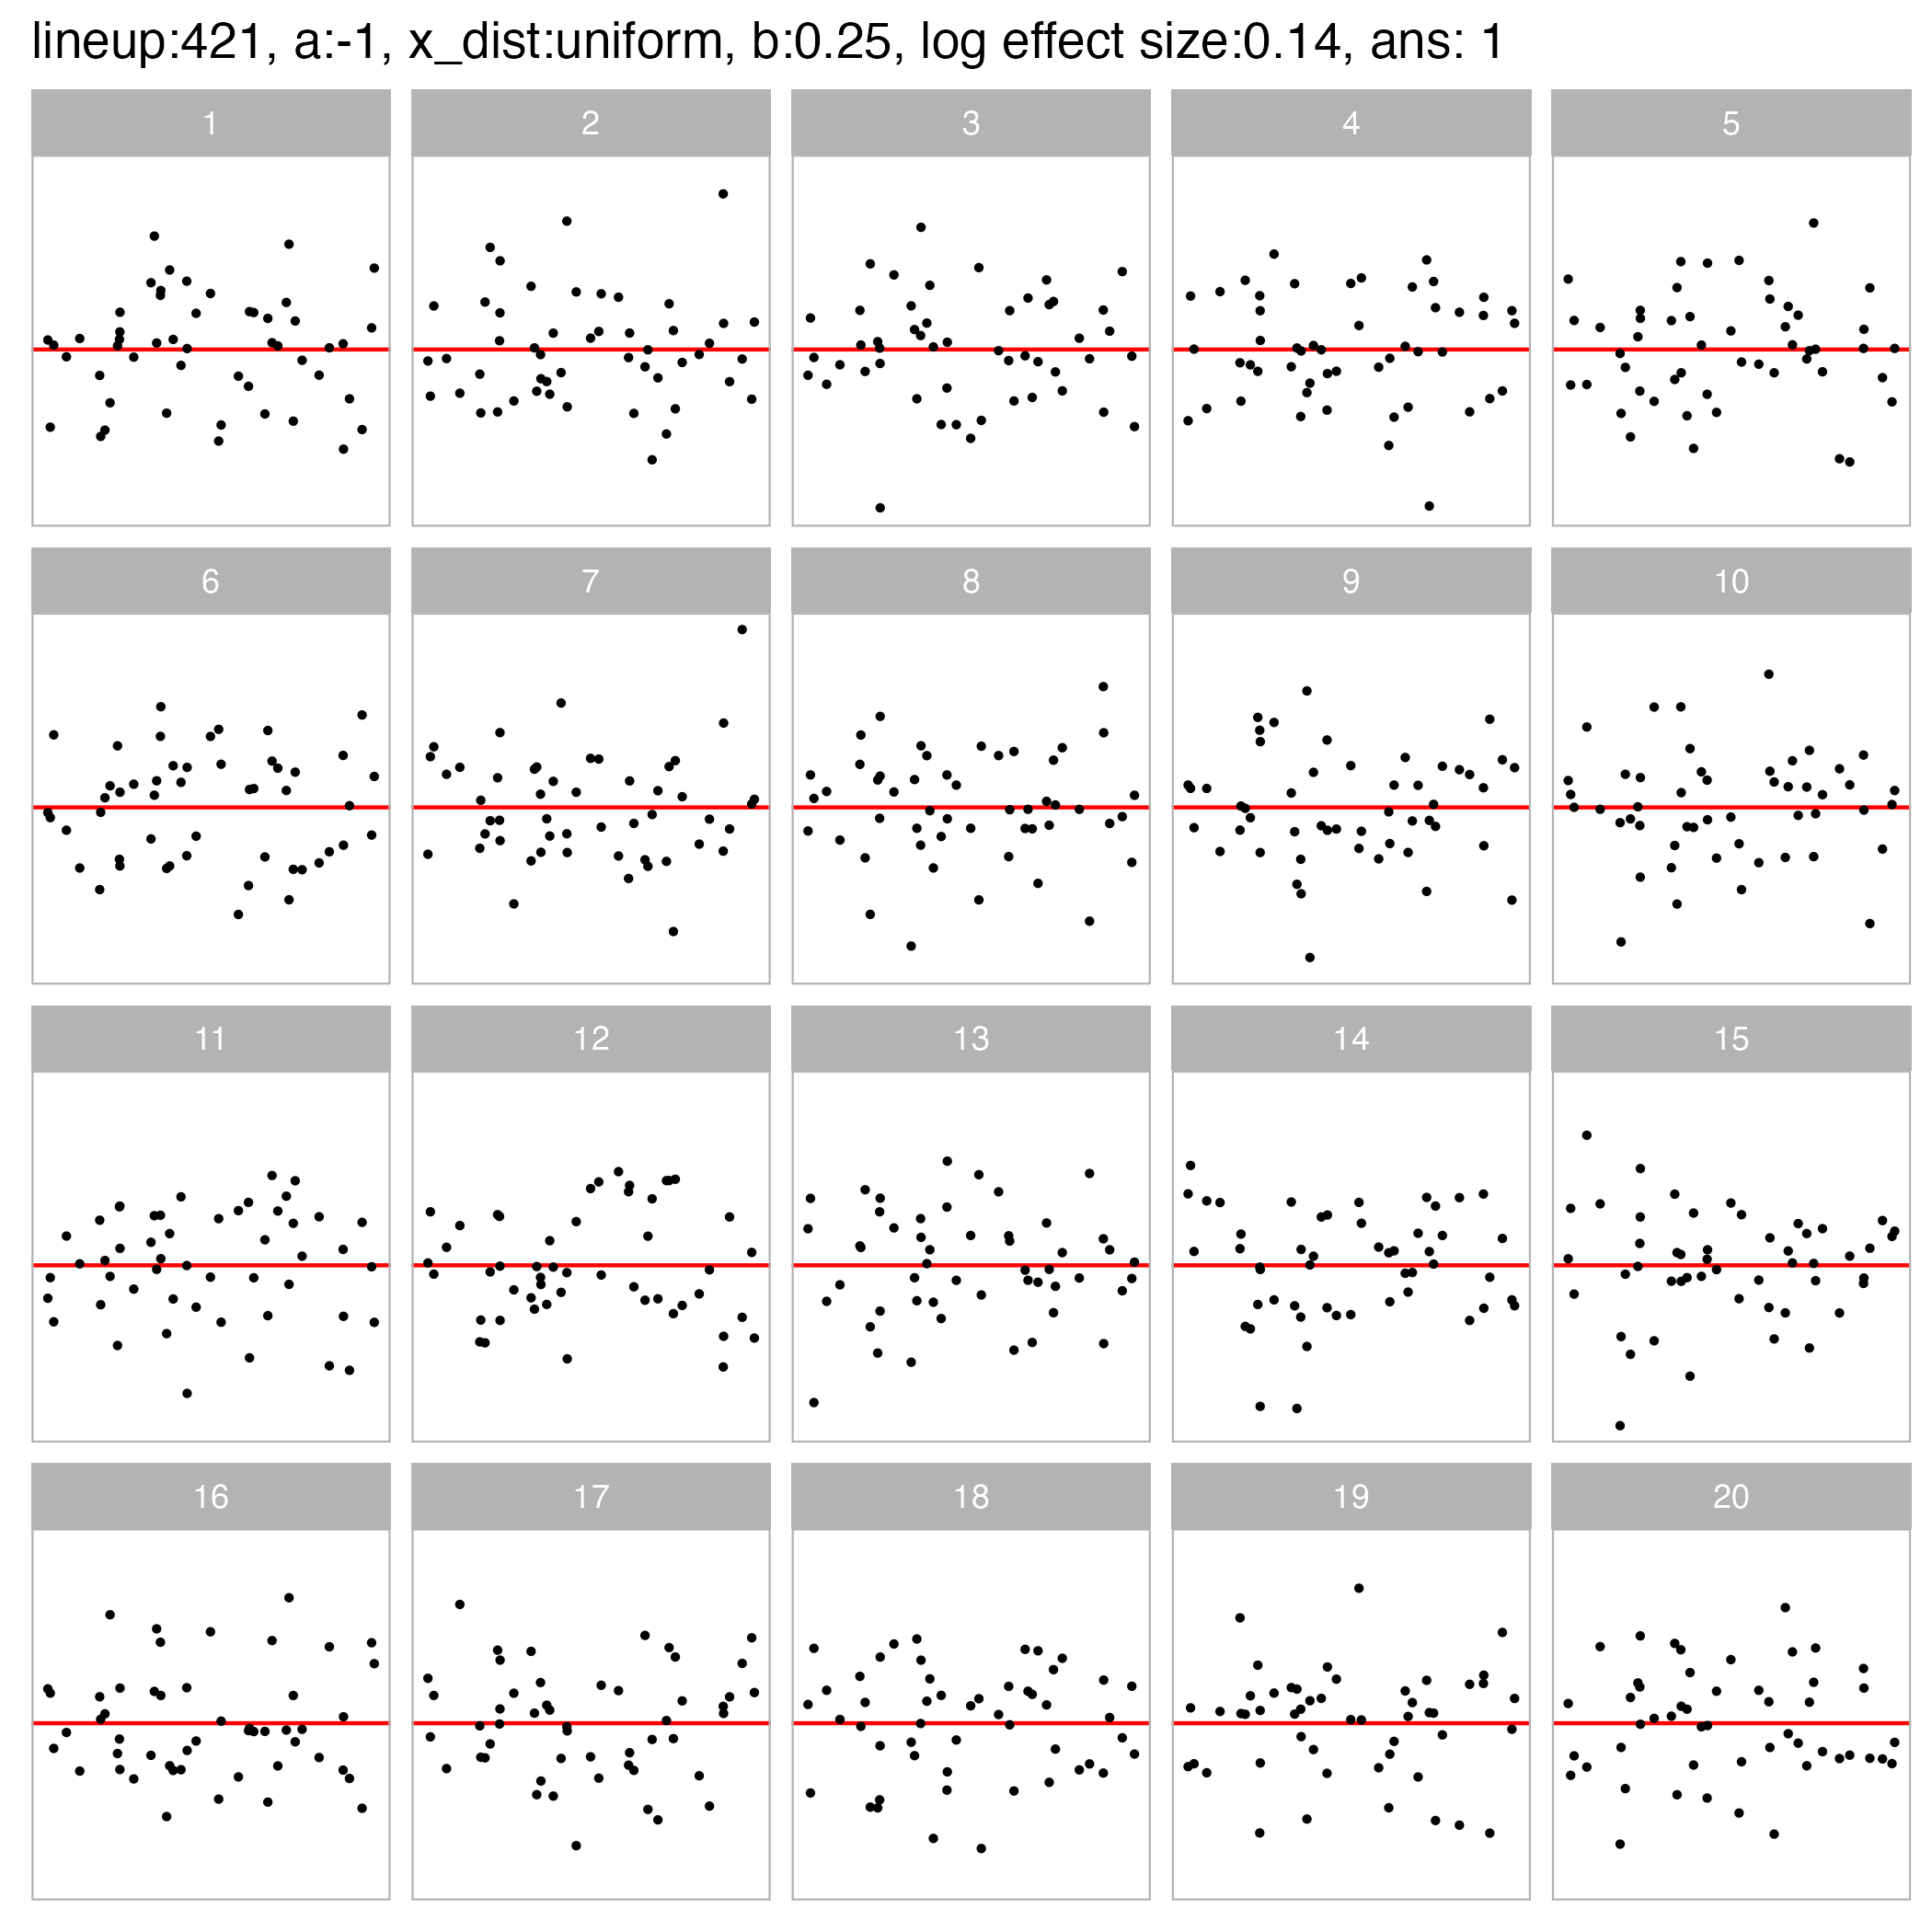 lineup:421, a:-1, x_dist:uniform, b:0.25, log effect size:0.14, ans: 1
1 2 3 4 5
6 7 8 9 10
11 12 13 14 15
16 17 18 19 20